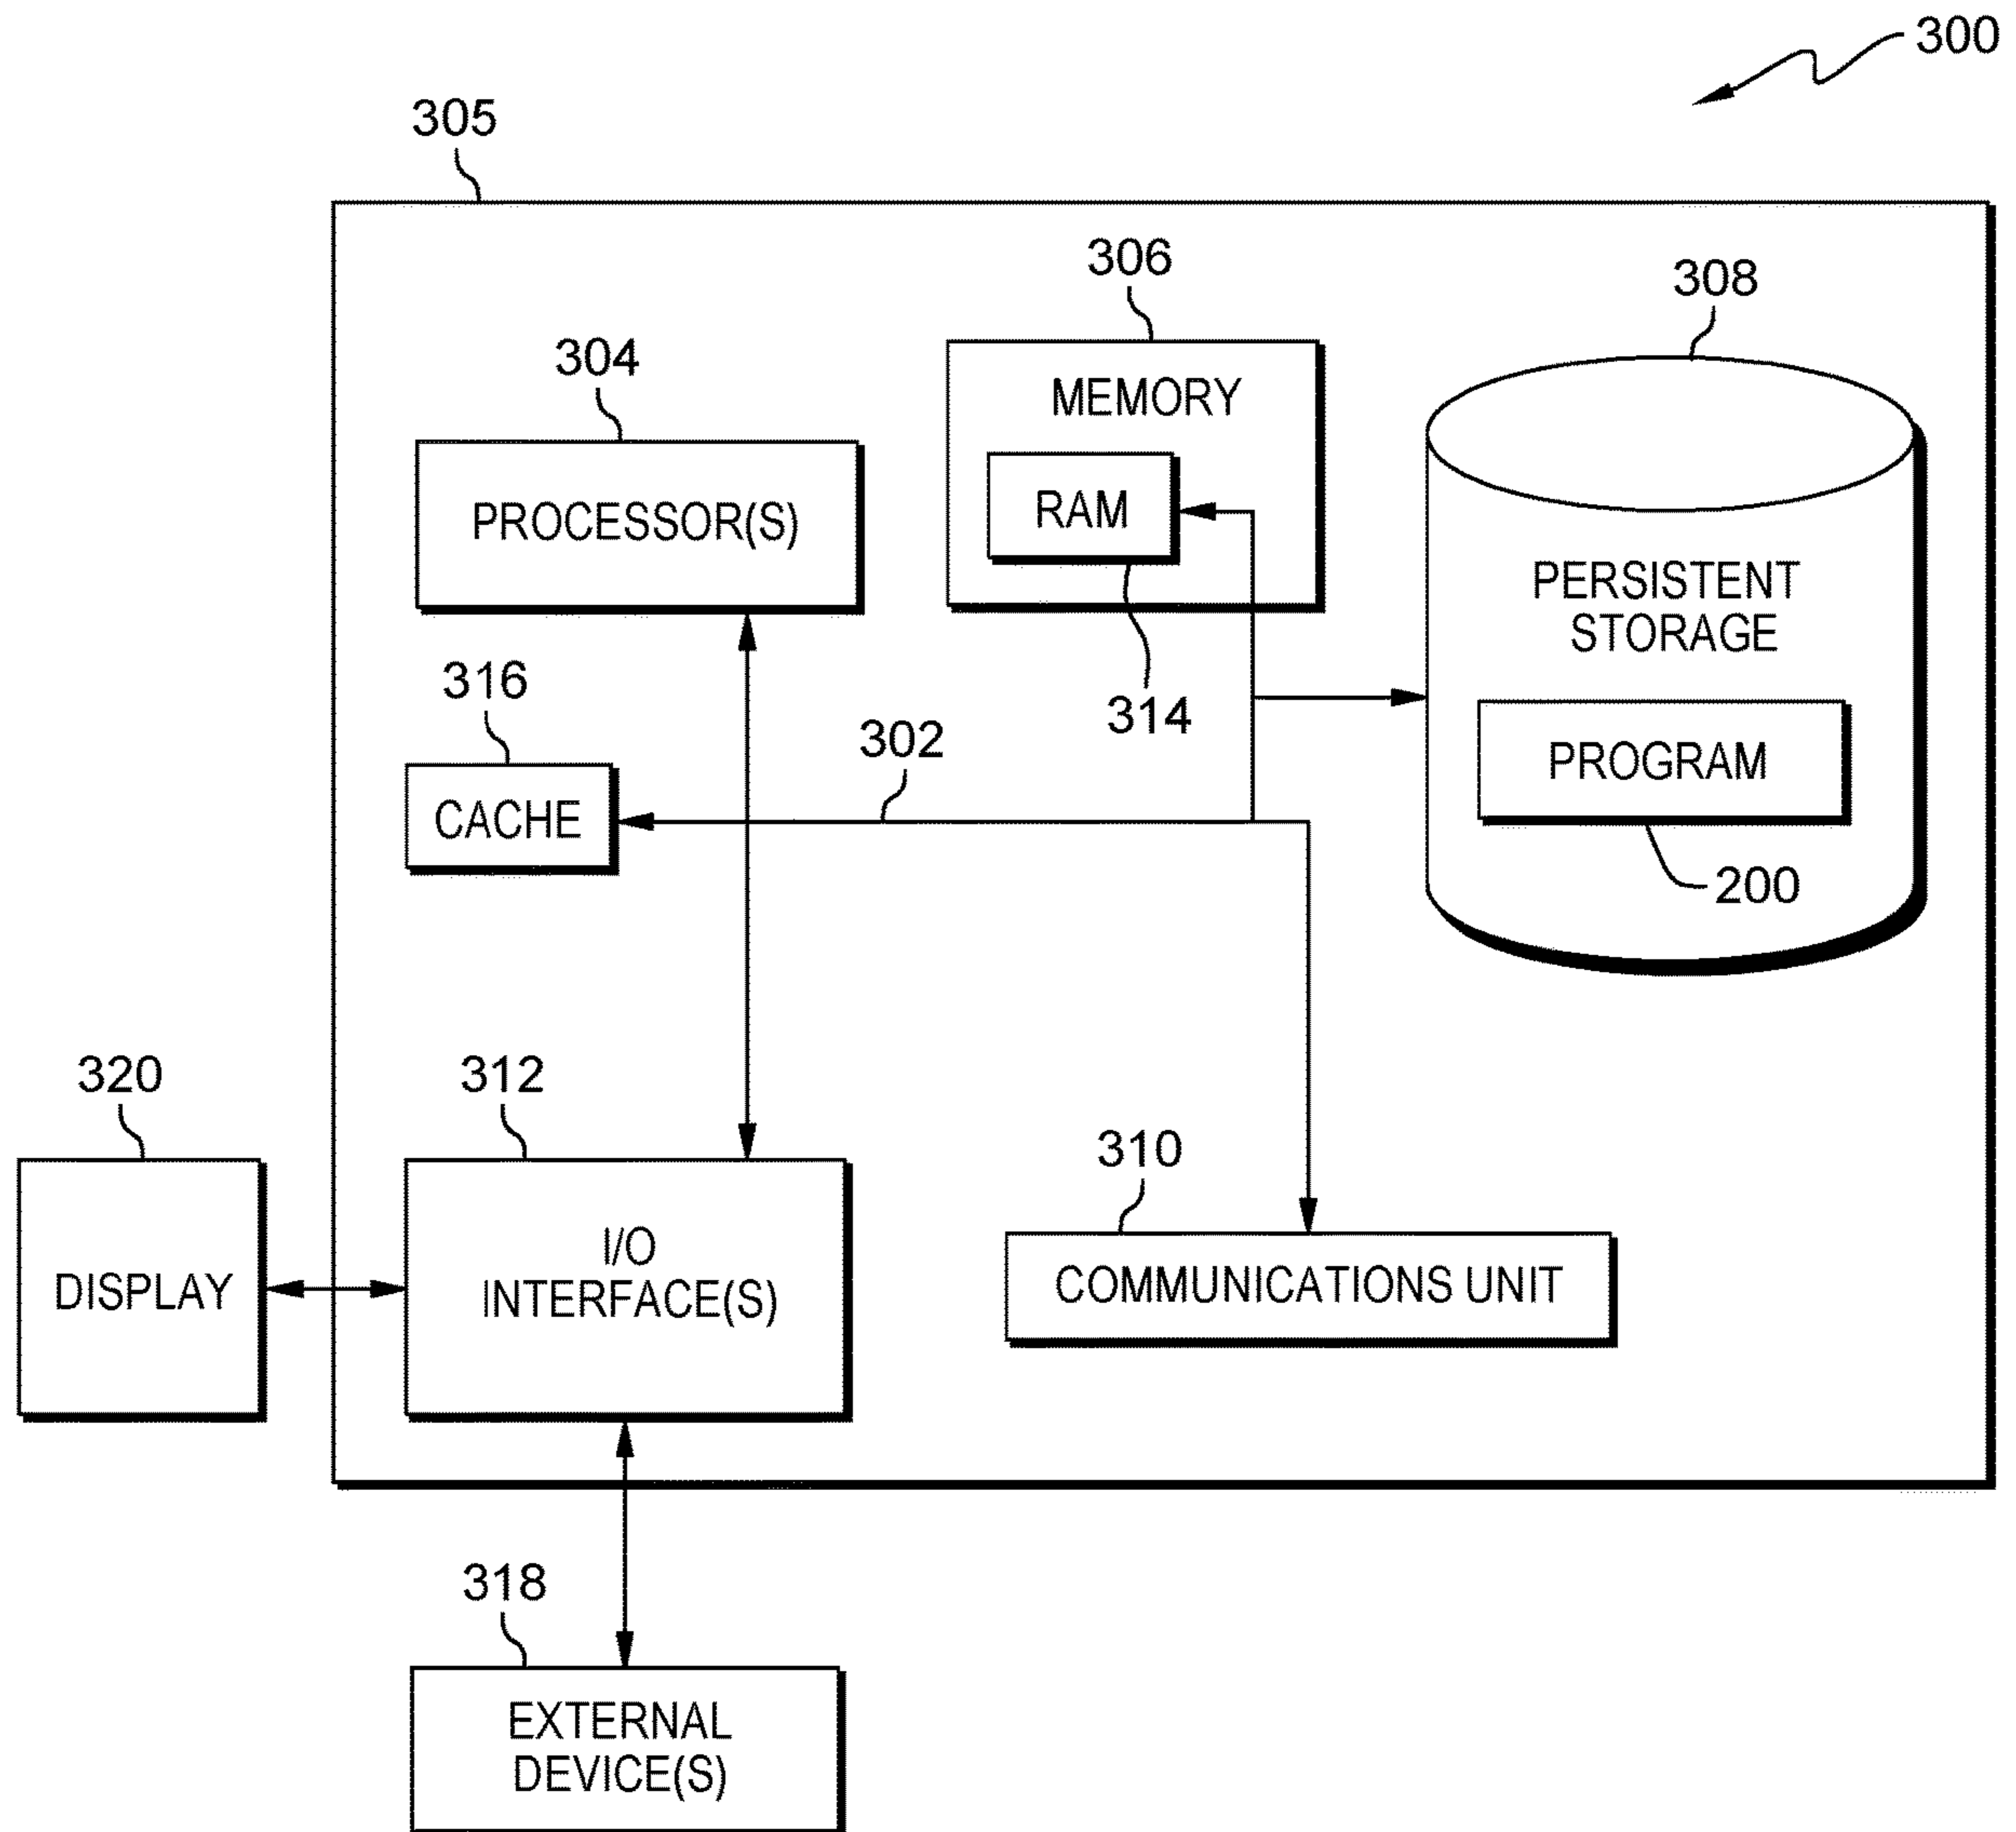 300
305
306
308
304
MEMORY
PROCESSOR(S)
RAM
PERSISTENT
STORAGE
316
314
302
PROGRAM
CACHE
200
320
312
310
I/O
INTERFACE(S)
DISPLAY
COMMUNICATIONS UNIT
318
EXTERNAL
DEVICE(S)